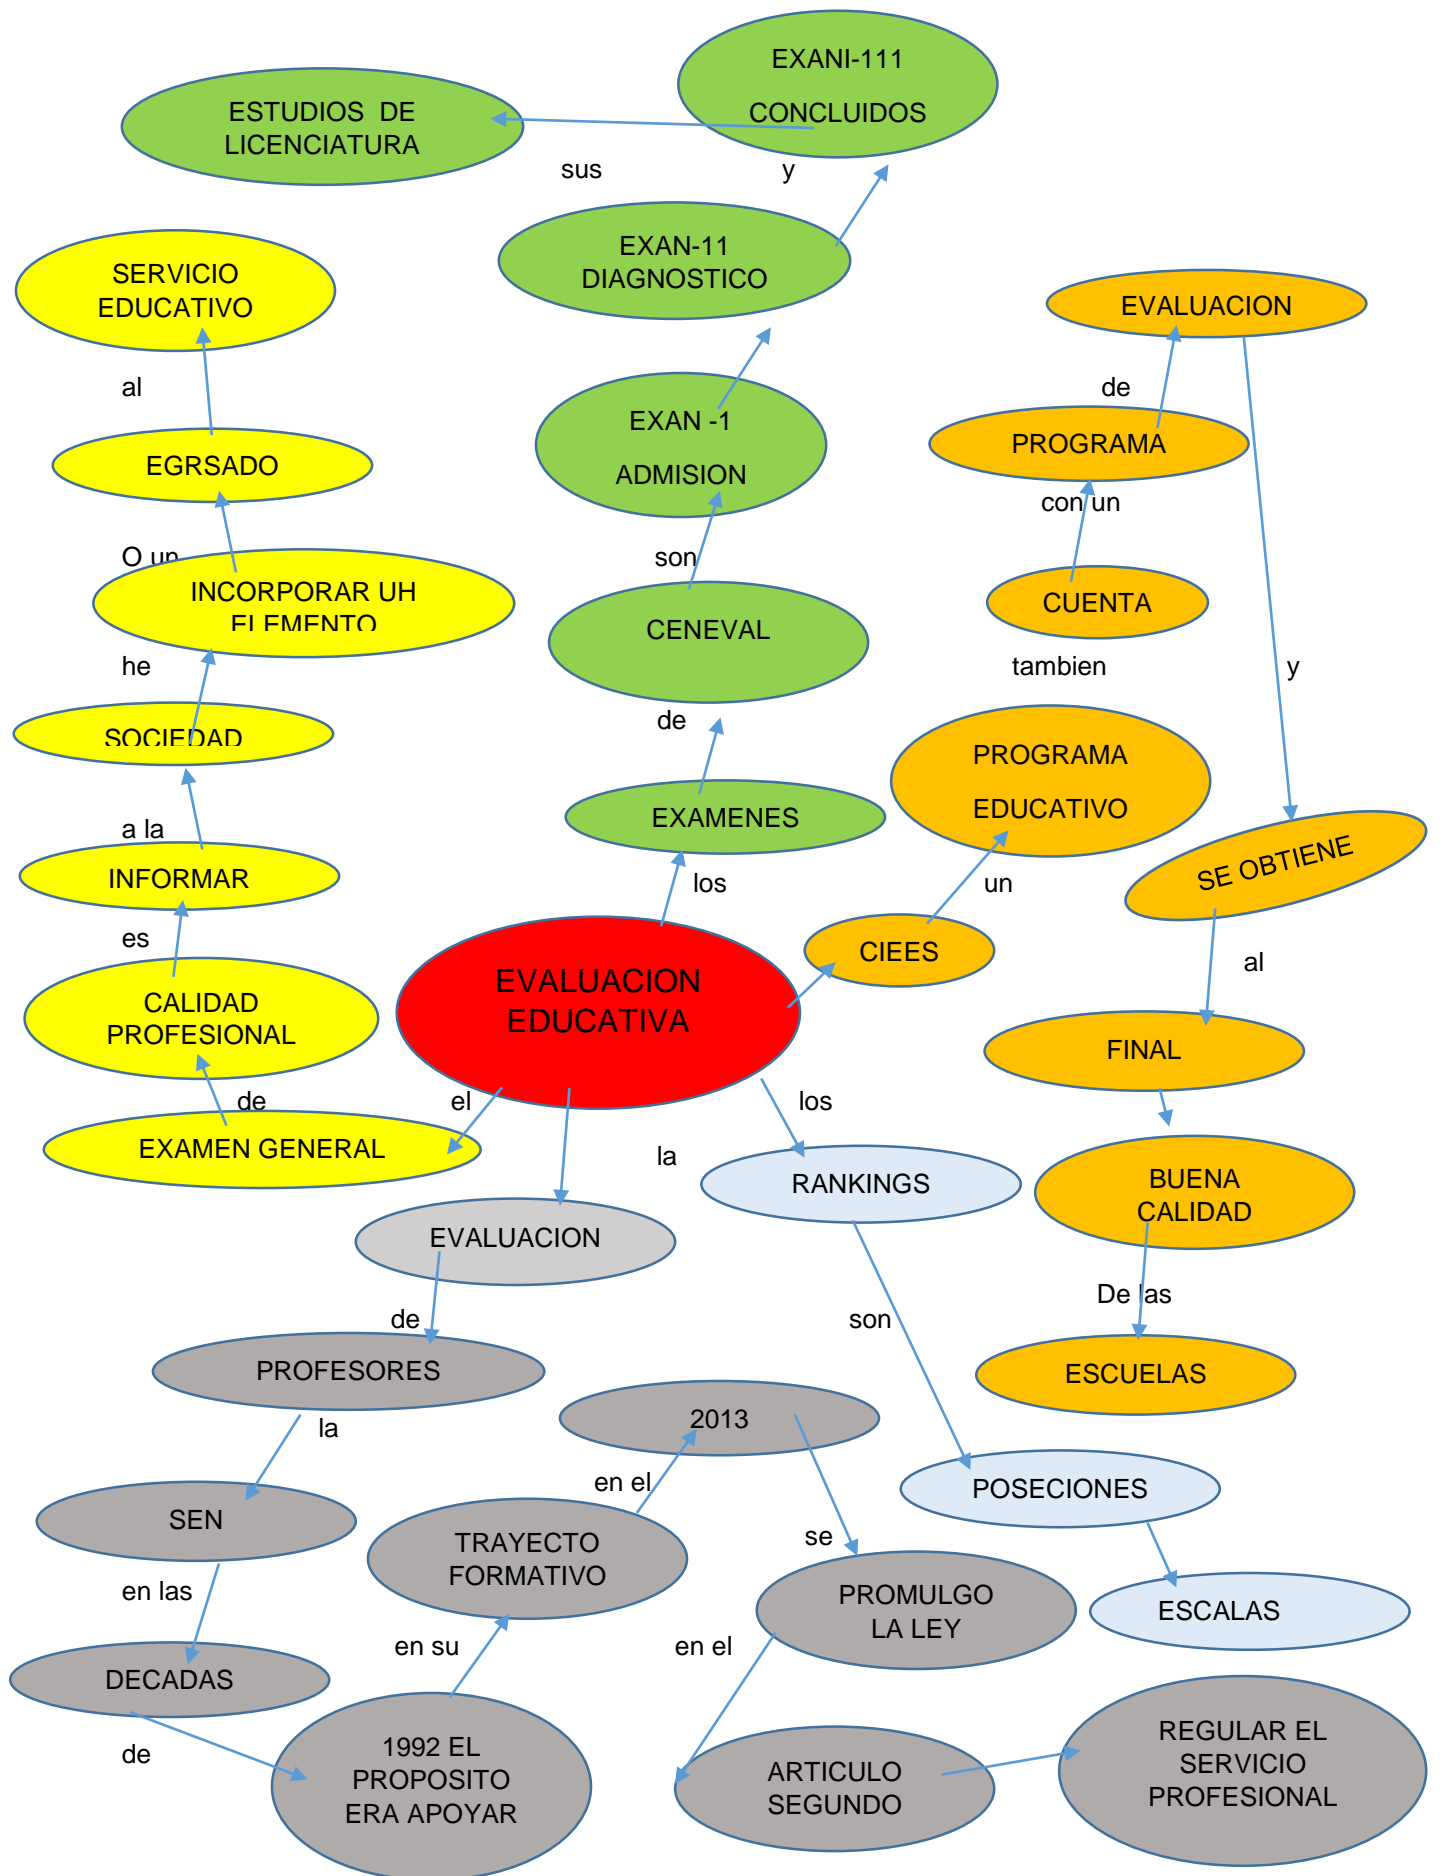 EXANI-111
CONCLUIDOS
ESTUDIOS  DE
LICENCIATURA
sus
y
EXAN-11
DIAGNOSTICO
SERVICIO
EDUCATIVO
EVALUACION
al
de
EXAN -1
ADMISION
PROGRAMA
EGRSADO
con un
O un
son
INCORPORAR UH
ELEMENTO
CUENTA
CENEVAL
he
tambien
y
de
SOCIEDAD
PROGRAMA
EDUCATIVO
a la
EXAMENES
SE OBTIENE
INFORMAR
los
un
es
CIEES
al
EVALUACION
EDUCATIVA
CALIDAD
PROFESIONAL
FINAL
de
el
los
EXAMEN GENERAL
la
RANKINGS
BUENA
CALIDAD
EVALUACION
De las
de
son
PROFESORES
ESCUELAS
2013
la
en el
POSECIONES
SEN
se
TRAYECTO
FORMATIVO
en las
PROMULGO
LA LEY
ESCALAS
en su
en el
DECADAS
de
1992 EL
PROPOSITO
ERA APOYAR
ARTICULO
SEGUNDO
REGULAR EL
SERVICIO
PROFESIONAL